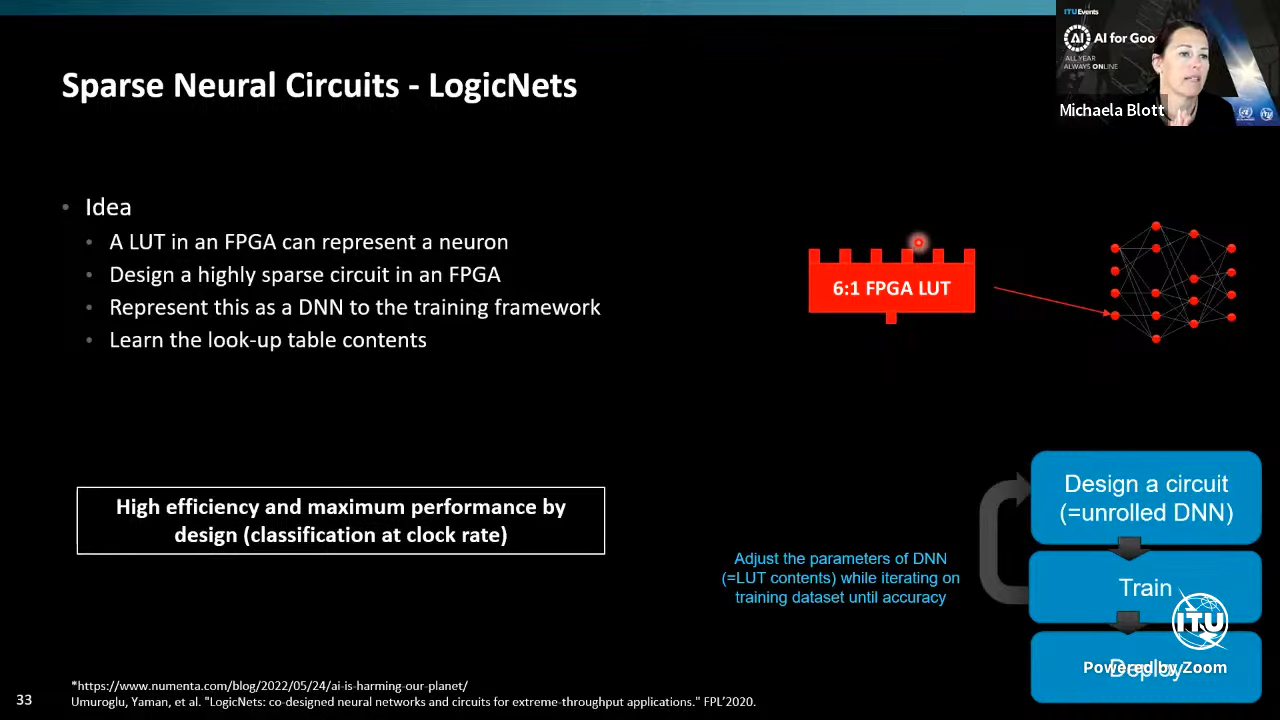 Sparse Neural Circuits - LogicNets
ITUEvents
AI
AI for Goo
ALL YEAR
ALWAYS ONLINE
Michaela Blott
• Idea
• A LUT in an FPGA can represent a neuron
• Design a highly sparse circuit in an FPGA
• Represent this as a DNN to the training framework
• Learn the look-up table contents
6:1 FPGA LUT
High efficiency and maximum performance by
design (classification at clock rate)
Adjust the parameters of DNN
(=LUT contents) while iterating on
training dataset until accuracy
Design a circuit
(=unrolled DNN)
Train
ITU
Deploy
Powered by Zoom
*https://www.numenta.com/blog/2022/05/24/ai-is-harming-our-planet/
33
Umuroglu, Yaman, et al. "LogicNets: co-designed neural networks and circuits for extreme-throughput applications." FPL'2020.